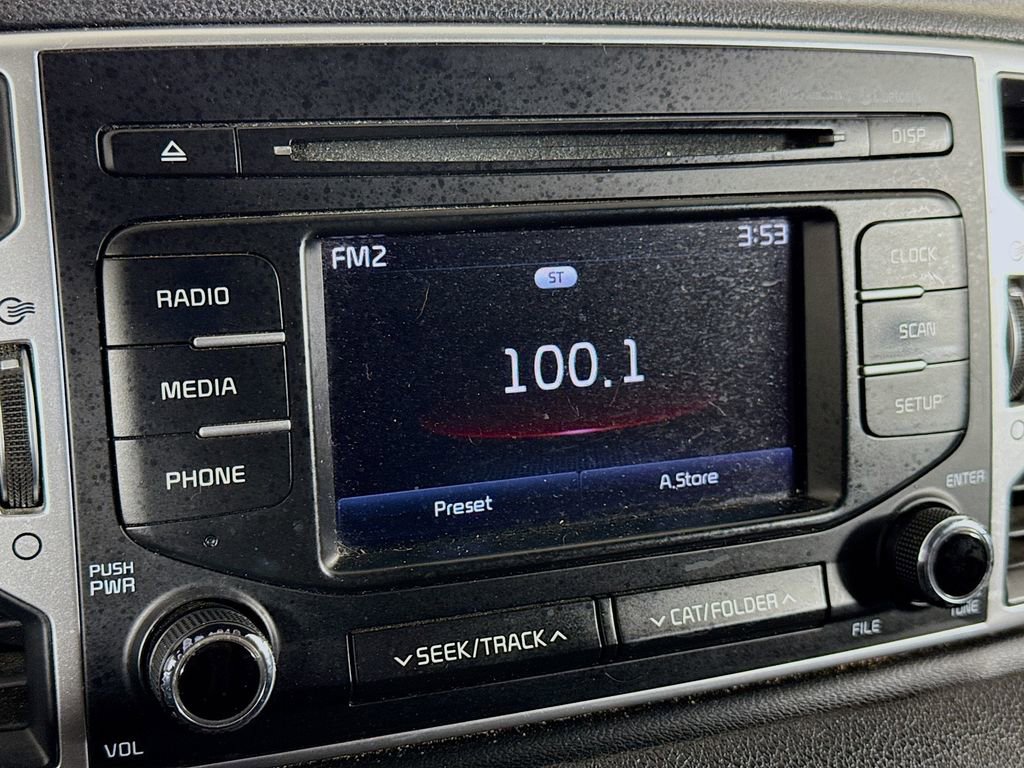 DISP
FM2
3:53
ST
100.1
Preset
A.Store
RADIO
MEDIA
PHONE
CLOCK
SCAN
SETUP
PUSH
PWR
VOL
SEEK/TRACK
CAT/FOLDER
ENTER
FILE
TUNE